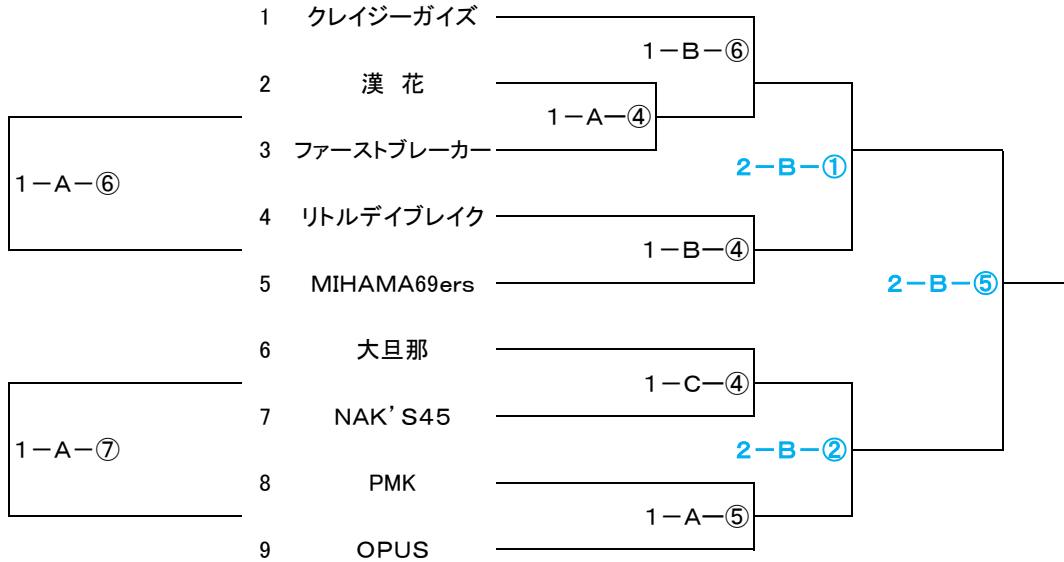 1 クレイジーガイズ
1－B－⑥
2 漢 花
1－A－④
3 ファーストブレーカー
2－B－①
1－A－⑥
4 リトルデイブレイク
1－B－④
5 MIHAMA69ers
2－B－⑤
6 大旦那
1－C－④
7 NAK'S45
1－A－⑦
2－B－②
8 PMK
1－A－⑤
9 OPUS